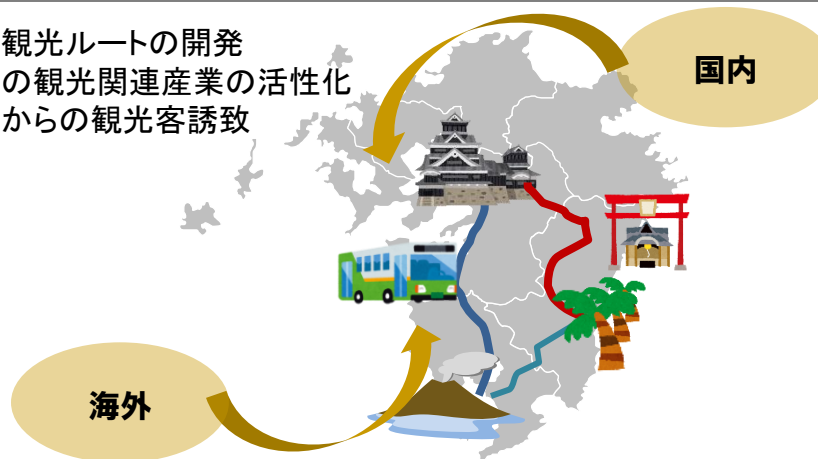 観光ルートの開発
の観光関連産業の活性化
からの観光客誘致
国内
海外